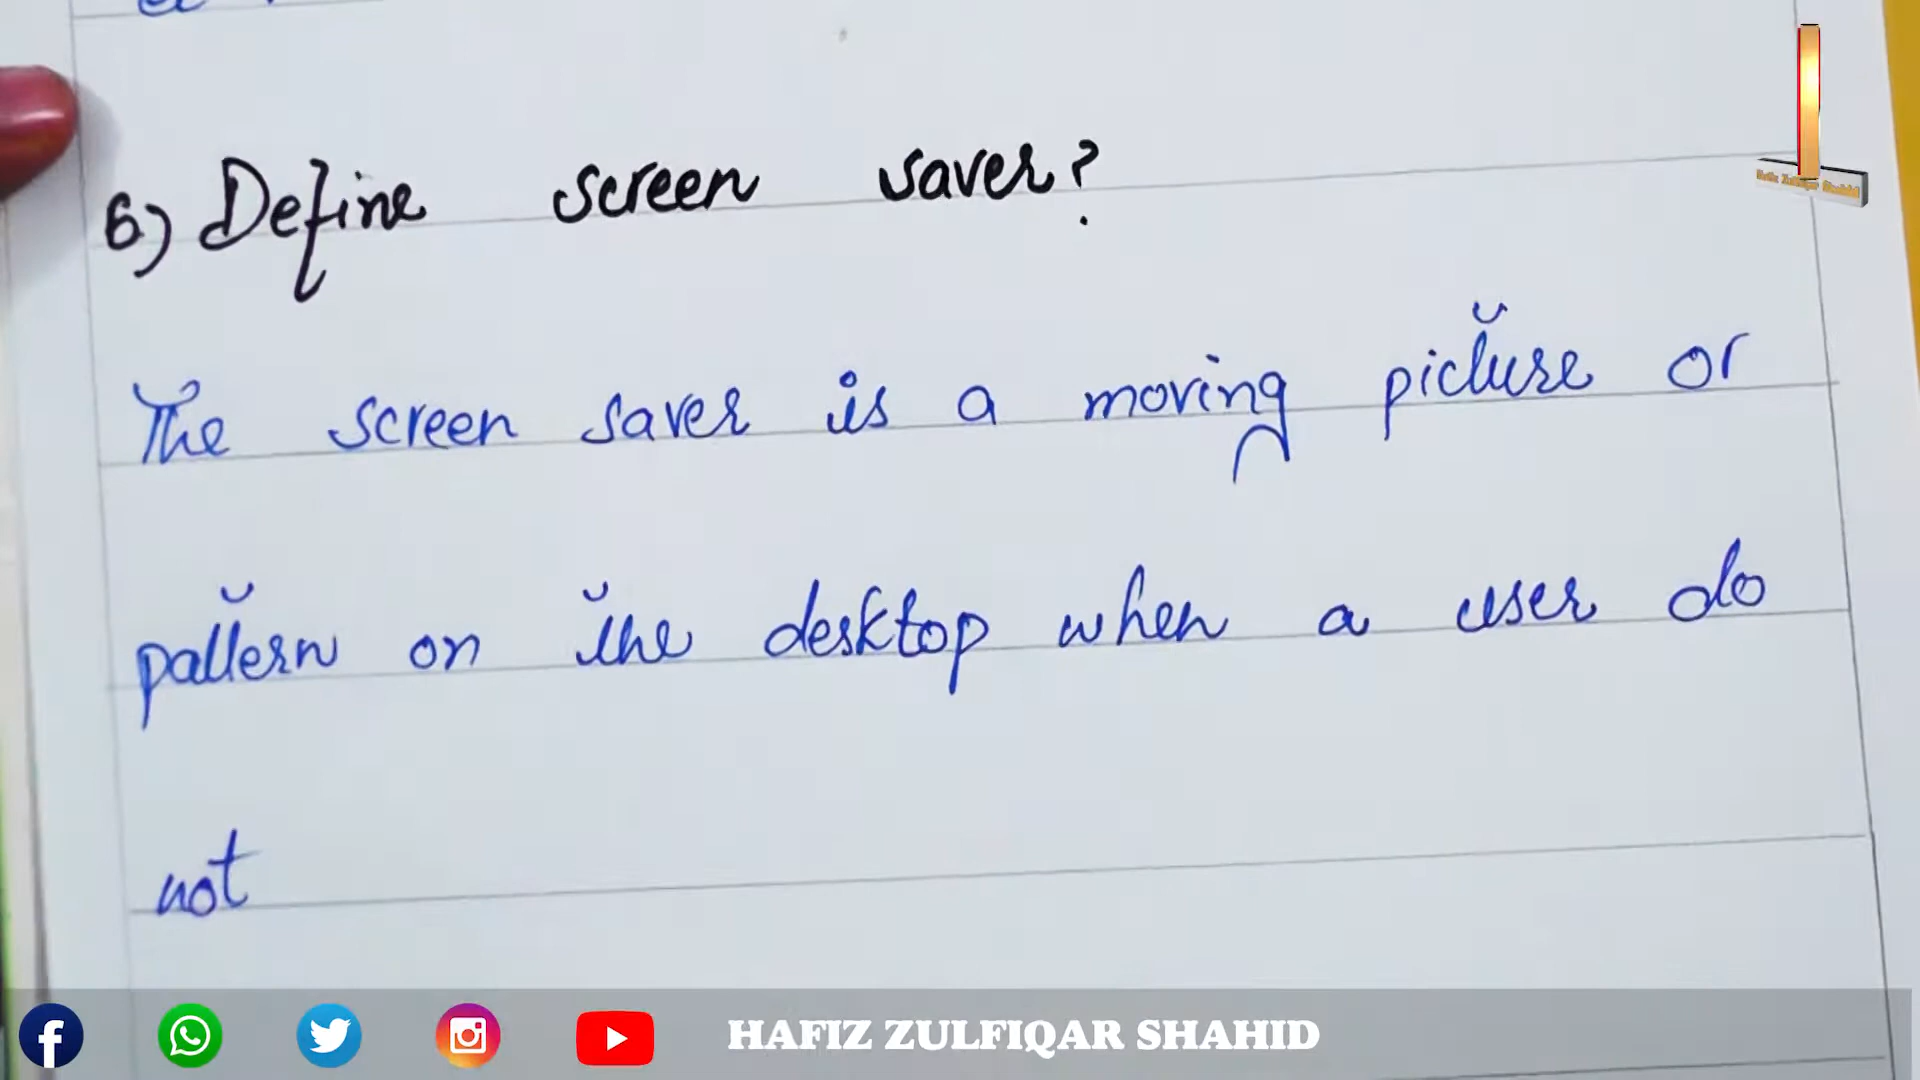 6) Define screen saver?
The screen saver is a moving picture or
pattern on the desktop when a user do
not
HAFIZ ZULFIQAR SHAHID